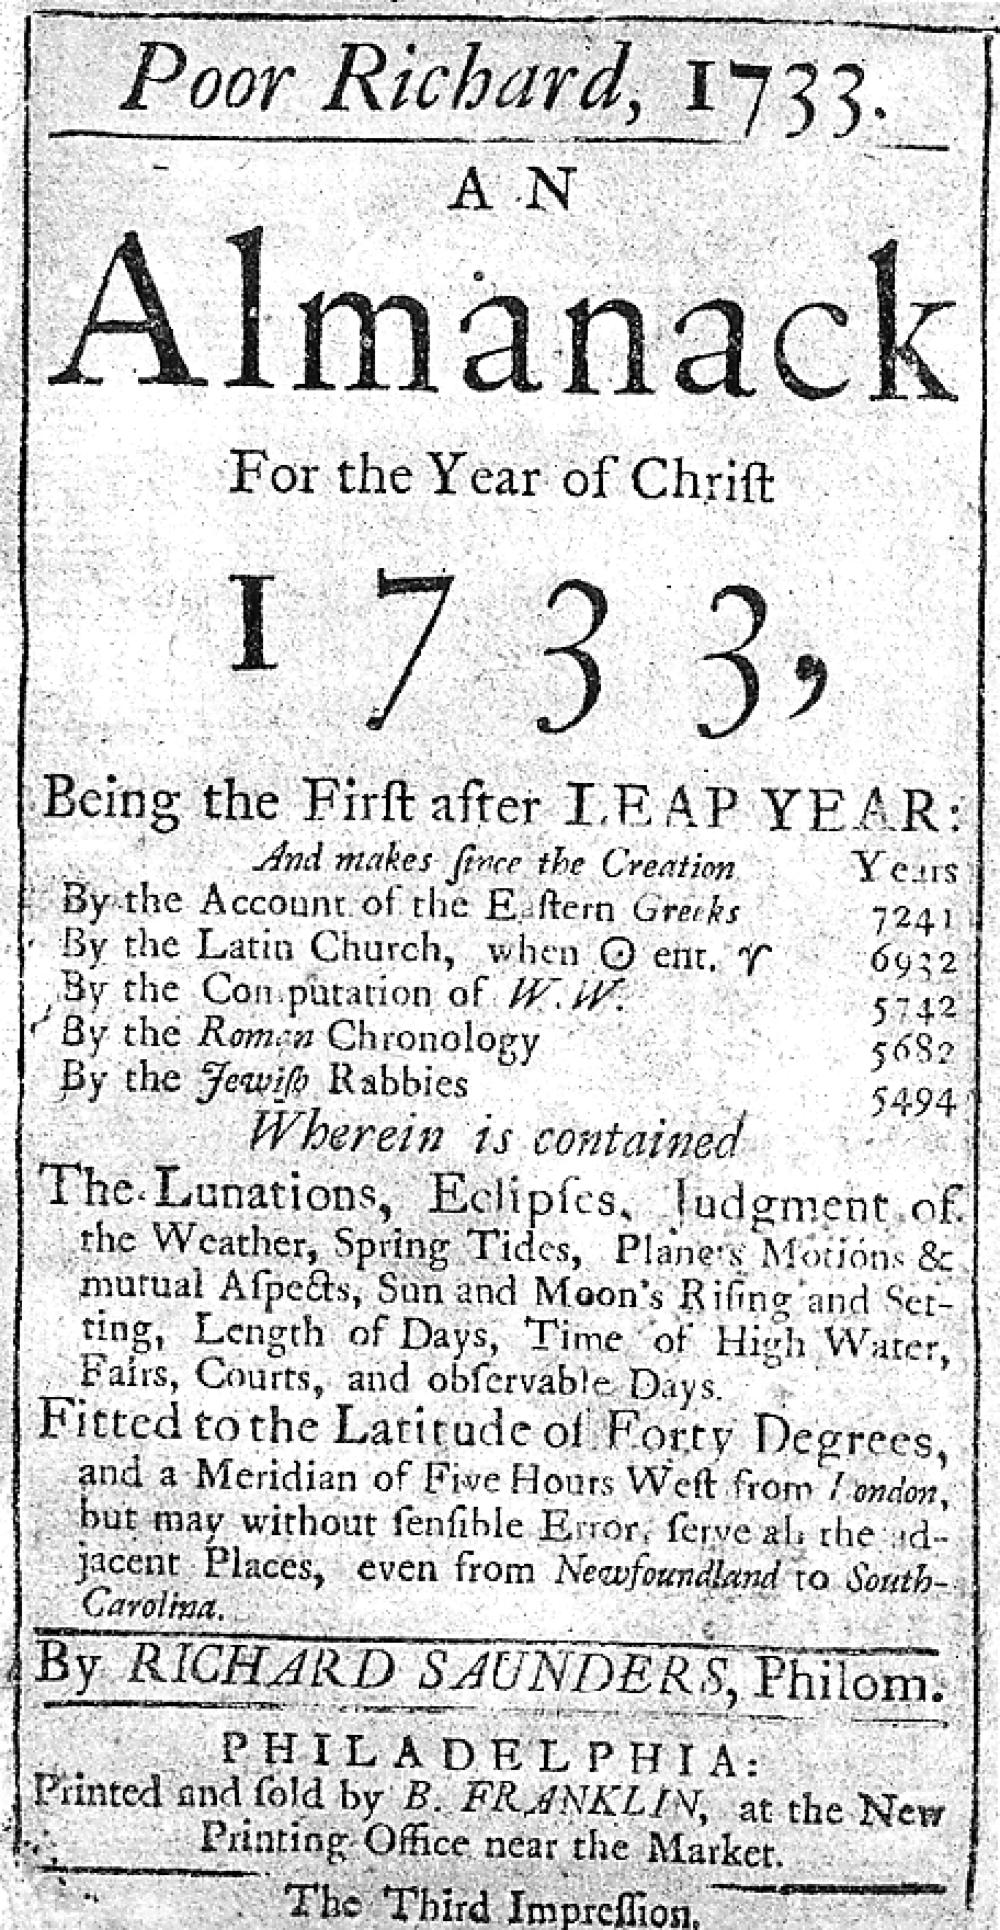 Poor Richard, 1733.
AN
Almanack
For the Year of Chriſt
1733,
Being the Firſt after LEAP YEAR:
And makes ſince the Creation Years
By the Account of the Eaſtern Greeks 7241
By the Latin Church, when ☉ ent. ♈ 6932
By the Computation of W.W. 5742
By the Roman Chronology 5682
By the Jewiſh Rabbies 5494
Wherein is contained
The Lunations, Eclipſes, Judgment of
the Weather, Spring Tides, Planets Motions &
mutual Aſpects, Sun and Moon's Riſing and Set-
ting, Length of Days, Time of High Water,
Fairs, Courts, and obſervable Days.
Fitted to the Latitude of Forty Degrees,
and a Meridian of Five Hours Weſt from London,
but may without ſenſible Error, ſerve all the ad-
jacent Places, even from Newfoundland to South-
Carolina.
By RICHARD SAUNDERS, Philom.
PHILADELPHIA:
Printed and ſold by B. FRANKLIN, at the New
Printing Office near the Market.
The Third Impreſſion.